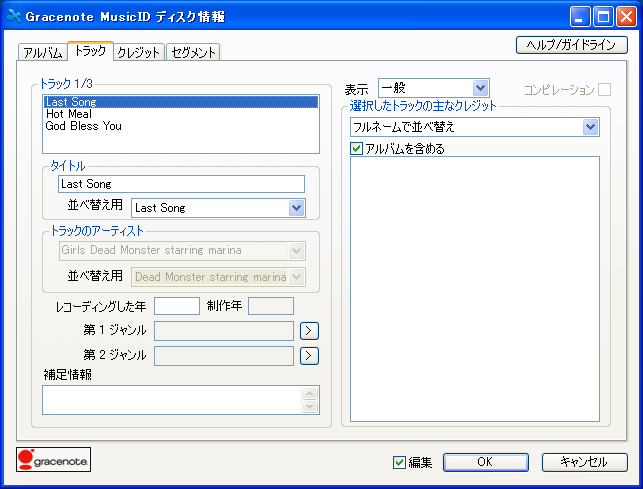 Gracenote MusicID ディスク情報
ヘルプ/ガイドライン
アルバム トラック クレジット セグメント
トラック 1/3
Last Song
Hot Meal
God Bless You
タイトル
Last Song
並べ替え用 Last Song
トラックのアーティスト
Girls Dead Monster starring marina
並べ替え用 Dead Monster starring marina
レコーディングした年 制作年
第 1 ジャンル >
第 2 ジャンル >
補足情報
表示 一般 コンピレーション
選択したトラックの主なクレジット
フルネームで並べ替え
アルバムを含める
gracenote.
編集 OK キャンセル